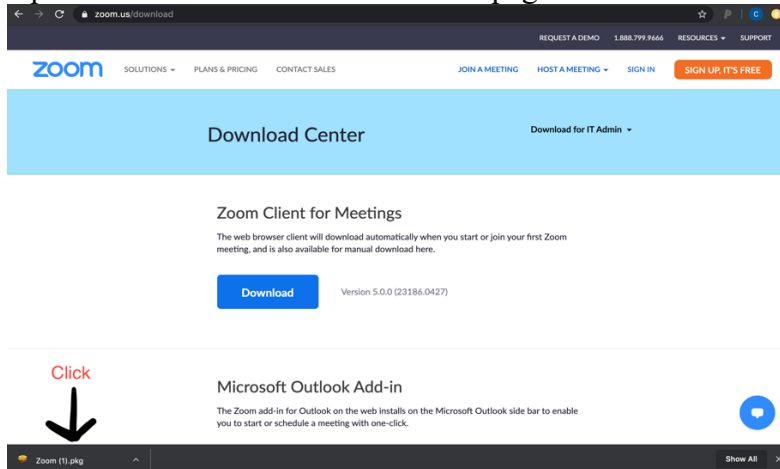 zoom.us/download
REQUEST A DEMO 1.888.799.9666 RESOURCES SUPPORT
zoom SOLUTIONS PLANS & PRICING CONTACT SALES JOIN A MEETING HOST A MEETING SIGN IN SIGN UP, IT'S FREE
Download Center Download for IT Admin
Zoom Client for Meetings
The web browser client will download automatically when you start or join your first Zoom
meeting, and is also available for manual download here.
Download Version 5.0.0 (23186.0427)
Click
Microsoft Outlook Add-in
The Zoom add-in for Outlook on the web installs on the Microsoft Outlook side bar to enable
you to start or schedule a meeting with one-click.
Zoom (1).pkg Show All